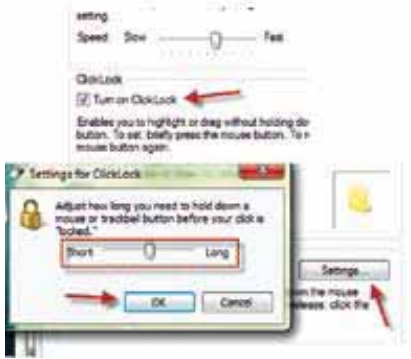 setting.
Speed: Slow Fast
ClickLock
Turn on ClickLock
Enables you to highlight or drag without holding do
button. To set, briefly press the mouse button. To r
mouse button again.
Settings for ClickLock
Adjust how long you need to hold down a
mouse or trackball button before your click is
"locked."
Short Long
OK Cancel
Settings...
wn the mouse
release, click the